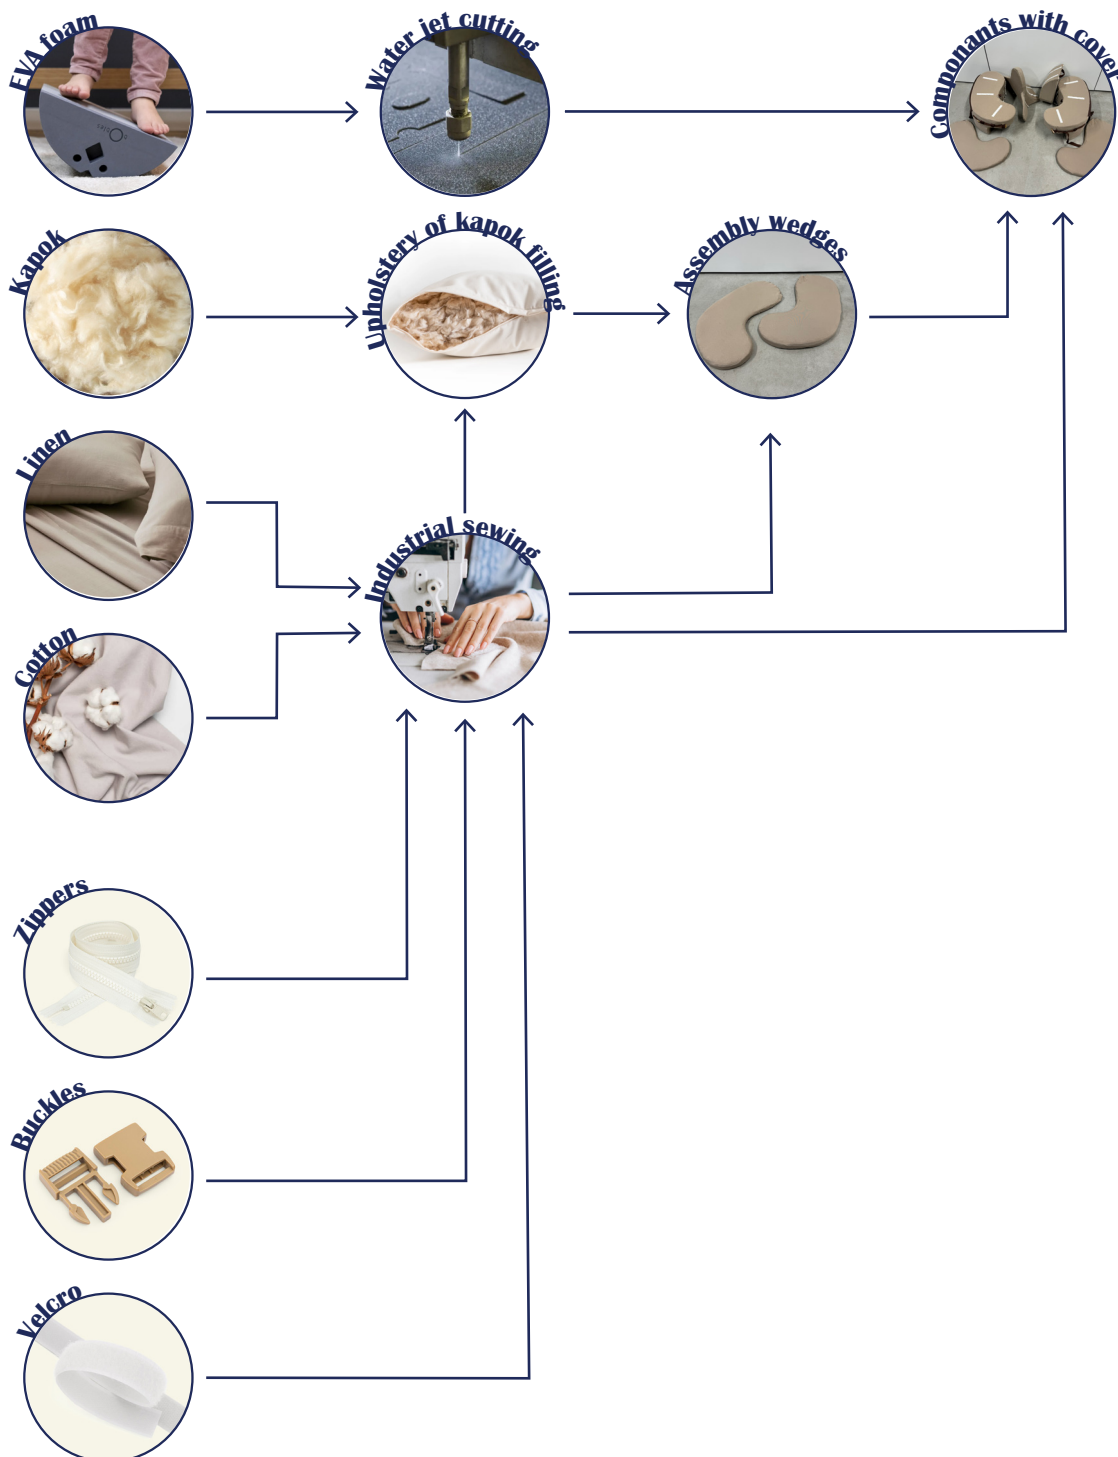 EVA foam
Water jet cutting
Componants with cover
Kapok
Upholstery of kapok filling
Assembly wedges
Linen
Industrial sewing
Cotton
Zippers
Buckles
Velcro